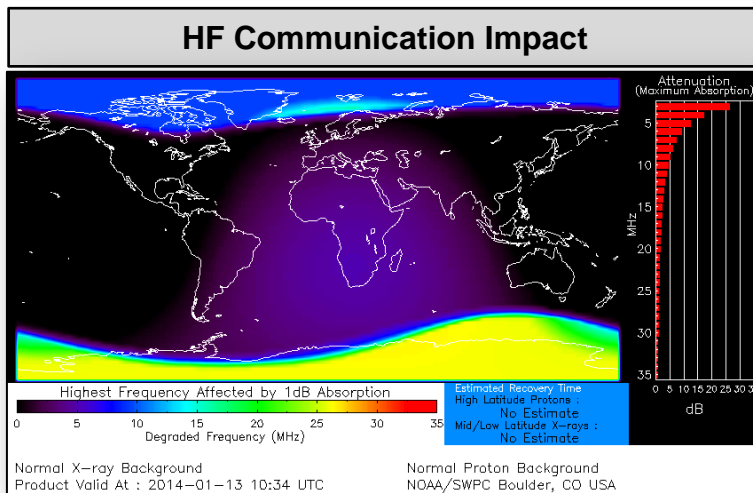 HF Communication Impact
Attenuation
(Maximum Absorption)
5
10
15
20
25
30
35
MHz
0 5 10 15 20 25 30 3
dB
Highest Frequency Affected by 1dB Absorption
0 5 10 15 20 25 30 35
Degraded Frequency (MHz)
Estimated Recovery Time
High Latitude Protons :
No Estimate
Mid/Low Latitude X-rays :
No Estimate
Normal X-ray Background
Product Valid At : 2014-01-13 10:34 UTC
Normal Proton Background
NOAA/SWPC Boulder, CO USA